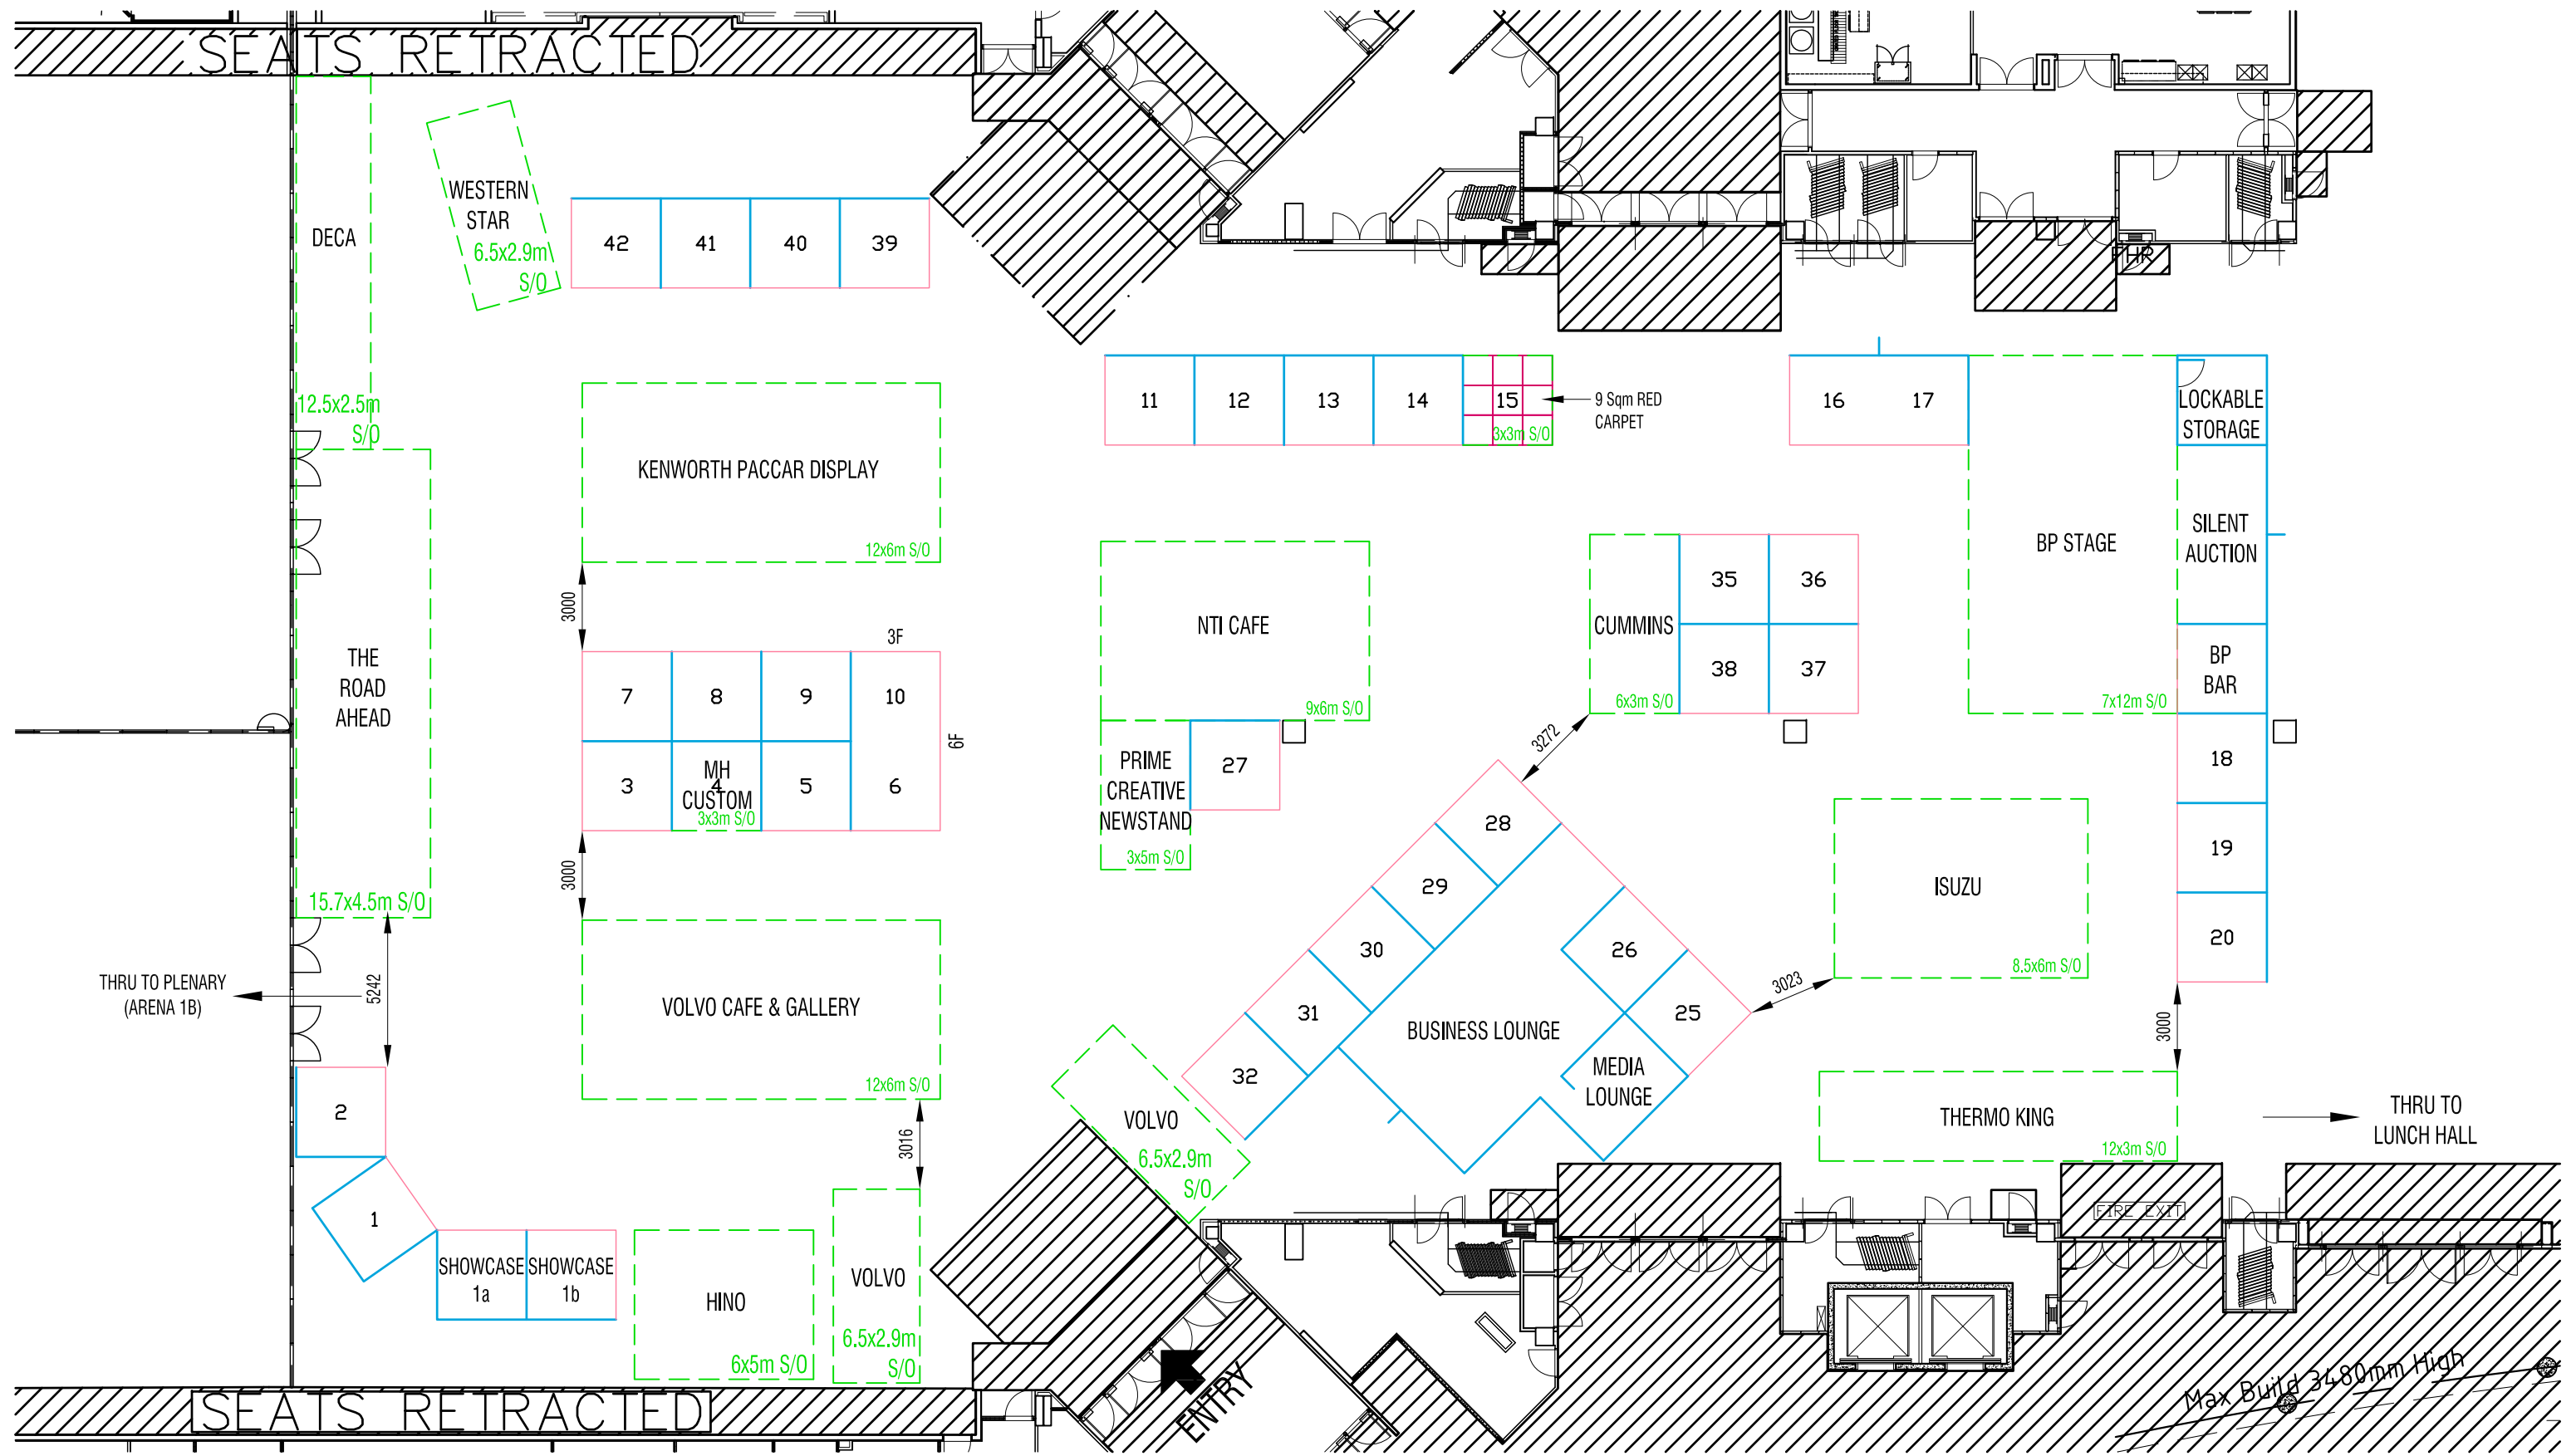 SEATS RETRACTED
WESTERN
STAR
6.5x2.9m
S/O
DECA
12.5x2.5m
S/O
42
41
40
39
FHR
11
12
13
14
15
3x3m S/O
9 Sqm RED
CARPET
16
17
LOCKABLE
STORAGE
KENWORTH PACCAR DISPLAY
12x6m S/O
SILENT
AUCTION
BP STAGE
7x12m S/O
BP
BAR
3000
NTI CAFE
9x6m S/O
CUMMINS
6x3m S/O
35
36
38
37
THE
ROAD
AHEAD
15.7x4.5m S/O
3F
6F
7
8
9
10
3
MH
4
CUSTOM
3x3m S/O
5
6
PRIME
CREATIVE
NEWSTAND
3x5m S/O
27
3272
18
19
20
28
29
30
31
32
26
25
ISUZU
8.5x6m S/O
3000
VOLVO CAFE & GALLERY
12x6m S/O
THRU TO PLENARY
(ARENA 1B)
5242
3023
BUSINESS LOUNGE
MEDIA
LOUNGE
3000
2
1
3016
VOLVO
6.5x2.9m
S/O
THERMO KING
12x3m S/O
THRU TO
LUNCH HALL
SHOWCASE
1a
SHOWCASE
1b
HINO
6x5m S/O
VOLVO
6.5x2.9m
S/O
FIRE EXIT
ENTRY
Max Build 3480mm High
SEATS RETRACTED